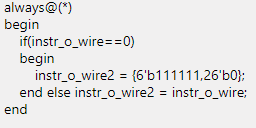 always@(*)
begin
if(instr_o_wire==0)
begin
instr_o_wire2 = {6'b111111,26'b0};
end else instr_o_wire2 = instr_o_wire;
end